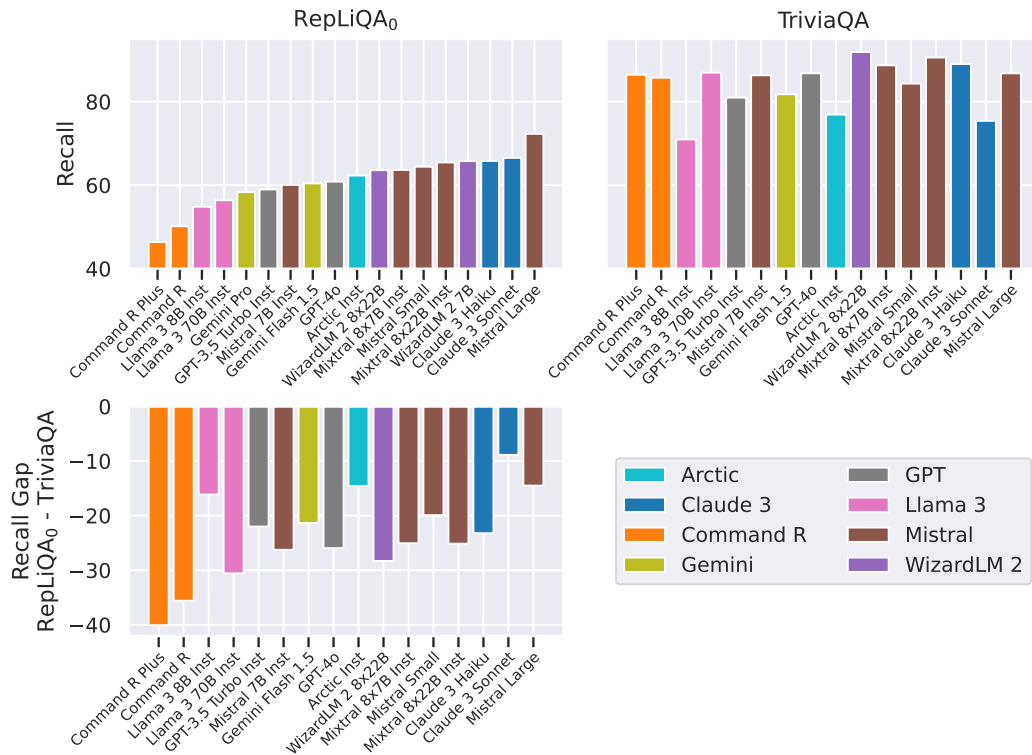 RepLiQA₀
TriviaQA
Recall
80
60
40
Command R Plus
Command R
Llama 3 8B Inst
Llama 3 70B Inst
Gemini Pro
GPT-3.5 Turbo Inst
Mistral 7B Inst
Gemini Flash 1.5
GPT-4o
Arctic Inst
WizardLM 2 8x22B
Mixtral 8x7B Inst
Mistral Small
Mixtral 8x22B Inst
WizardLM 2 7B
Claude 3 Haiku
Claude 3 Sonnet
Mistral Large
Command R Plus
Command R
Llama 3 8B Inst
Llama 3 70B Inst
GPT-3.5 Turbo Inst
Mistral 7B Inst
Gemini Flash 1.5
GPT-4o
Arctic Inst
WizardLM 2 8x22B
Mixtral 8x7B Inst
Mistral Small
Mixtral 8x22B Inst
Claude 3 Haiku
Claude 3 Sonnet
Mistral Large
Recall Gap
RepLiQA₀ - TriviaQA
0
−10
−20
−30
−40
Command R Plus
Command R
Llama 3 8B Inst
Llama 3 70B Inst
GPT-3.5 Turbo Inst
Mistral 7B Inst
Gemini Flash 1.5
GPT-4o
Arctic Inst
WizardLM 2 8x22B
Mixtral 8x7B Inst
Mistral Small
Mixtral 8x22B Inst
Claude 3 Haiku
Claude 3 Sonnet
Mistral Large
Arctic
Claude 3
Command R
Gemini
GPT
Llama 3
Mistral
WizardLM 2